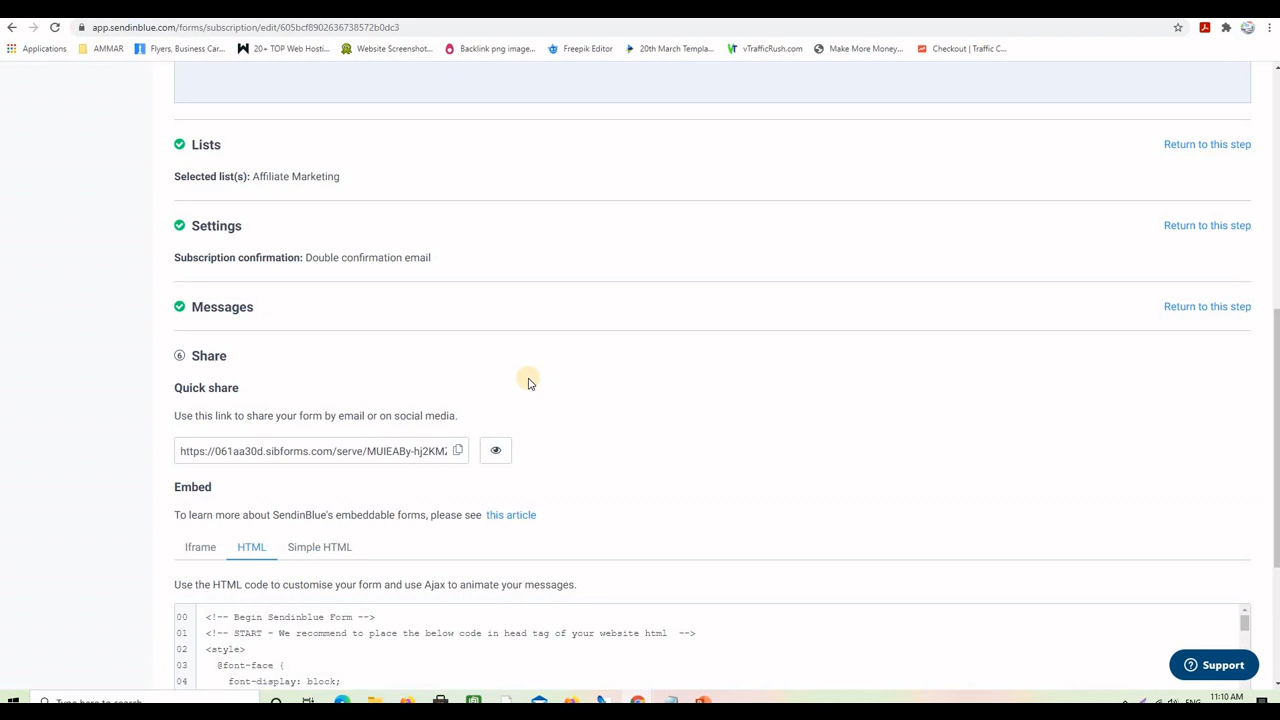 app.sendinblue.com/forms/subscription/edit/605bcf8902636738572b0dc3
Applications AMMAR Flyers, Business Car... 20+ TOP Web Hosti... Website Screenshot... Backlink png image... Freepik Editor 20th March Templa... vTrafficRush.com Make More Money... Checkout | Traffic C...
Lists Return to this step
Selected list(s): Affiliate Marketing
Settings Return to this step
Subscription confirmation: Double confirmation email
Messages Return to this step
6 Share
Quick share
Use this link to share your form by email or on social media.
https://061aa30d.sibforms.com/serve/MUIEABy-hj2KM
Embed
To learn more about SendinBlue's embeddable forms, please see this article
Iframe HTML Simple HTML
Use the HTML code to customise your form and use Ajax to animate your messages.
00 <!-- Begin Sendinblue Form -->
01 <!-- START - We recommend to place the below code in head tag of your website html -->
02 <style>
03 @font-face {
04 font-display: block;
Support
Type here to search
ENG
11:10 AM